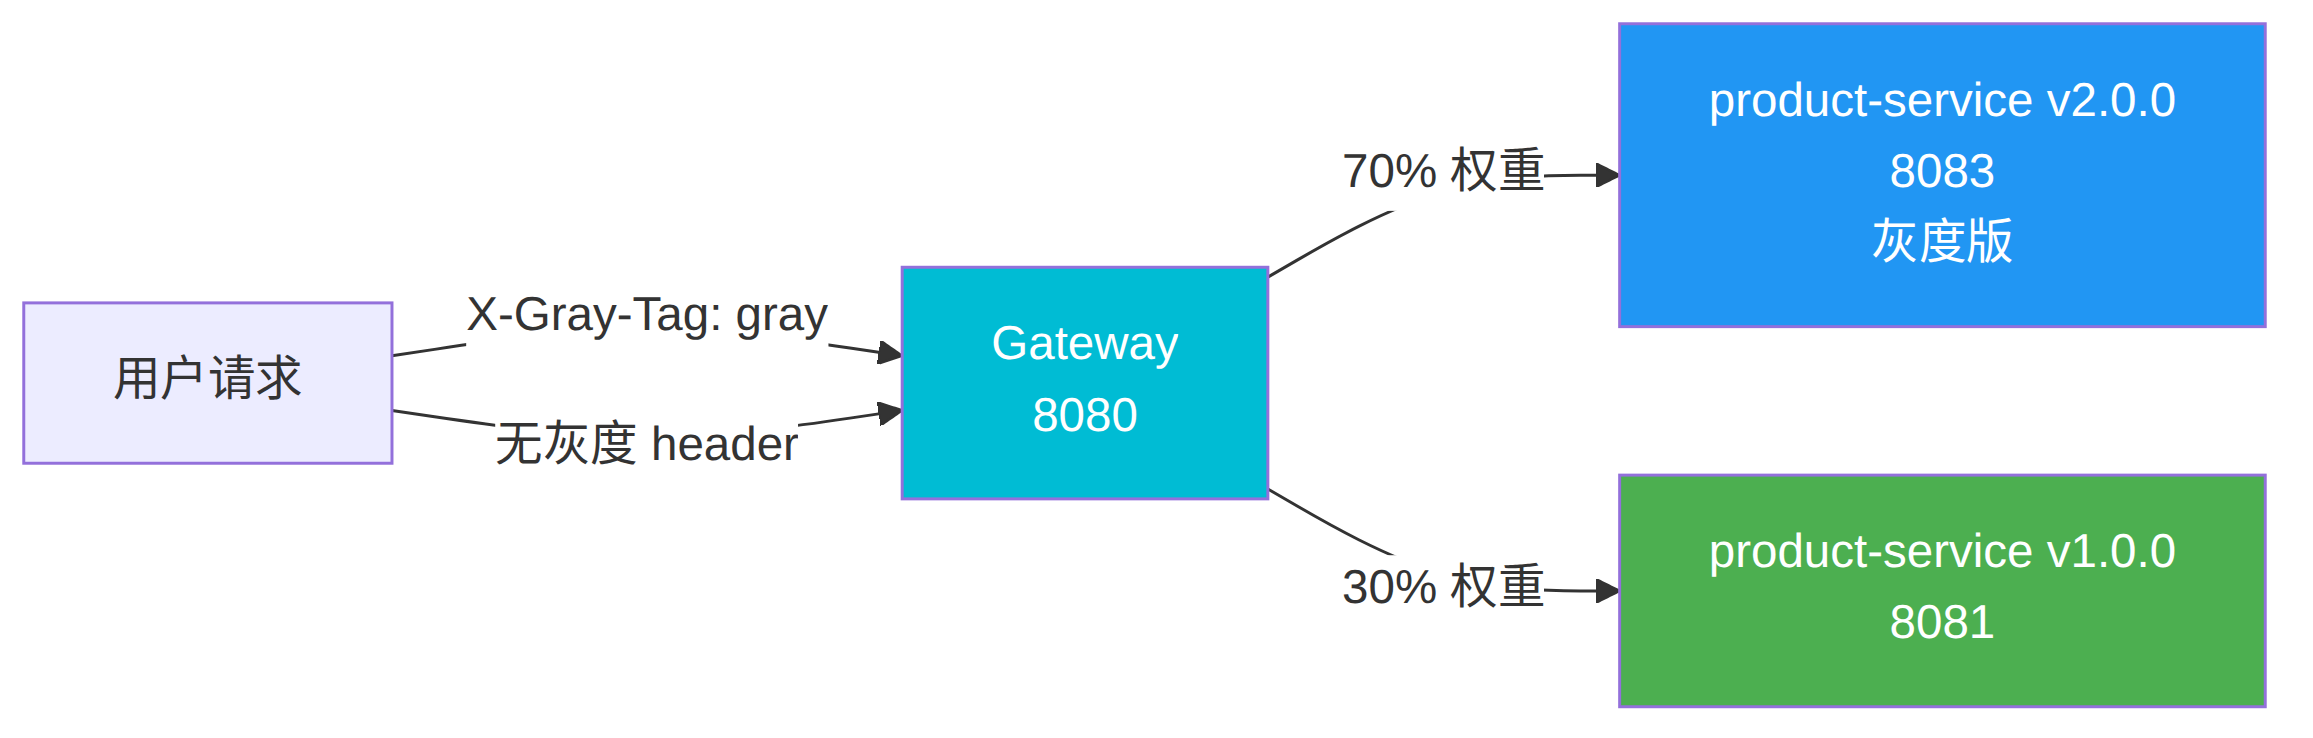 用户请求
X-Gray-Tag: gray
无灰度 header
Gateway
8080
70% 权重
30% 权重
product-service v2.0.0
8083
灰度版
product-service v1.0.0
8081